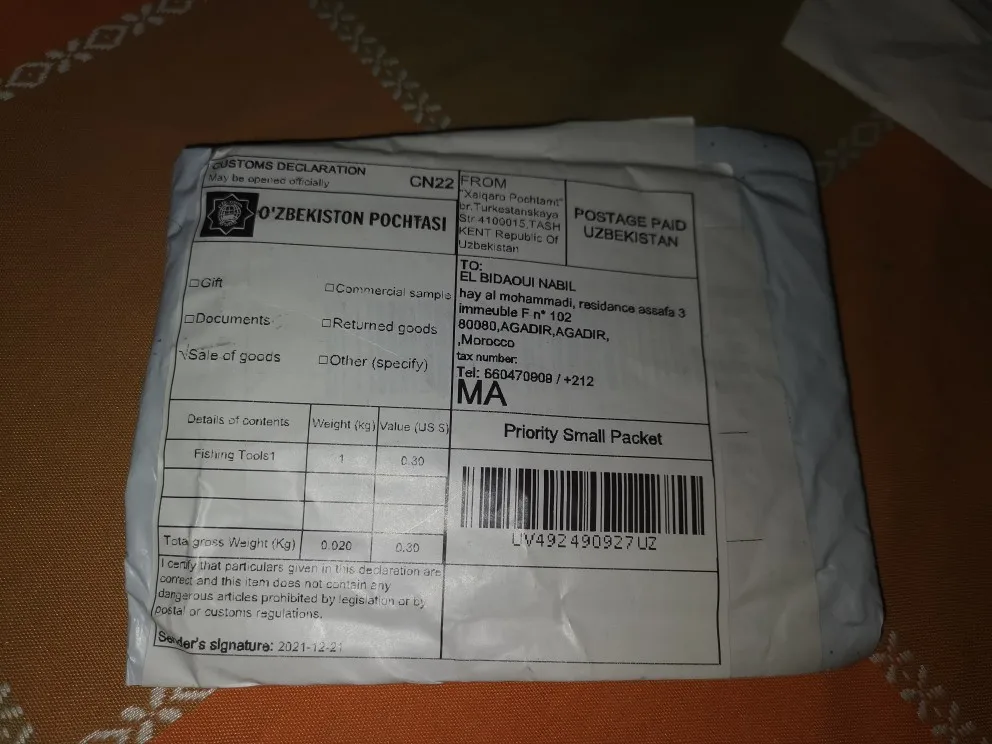 CUSTOMS DECLARATION
May be opened officially
CN22
O'ZBEKISTON POCHTASI
FROM
"Xalqaro Pochtamt"
br.Turkestanskaya
Str 4100015,TASH
KENT Republic Of
Uzbekistan
POSTAGE PAID
UZBEKISTAN
□Gift
□Commercial sample
□Documents
□Returned goods
√Sale of goods
□Other (specify)
TO:
EL BIDAOUI NABIL
hay al mohammadi, residance assafa 3
immeuble F n° 102
80080,AGADIR,AGADIR,
,Morocco
tax number:
Tel: 660470909 / +212
MA
Details of contents Weight (kg) Value (US $)
Fishing Tools1 1 0.30
Total gross Weight (Kg) 0.020 0.30
I certify that particulars given in this declaration are
correct and this item does not contain any
dangerous articles prohibited by legislation or by
postal or customs regulations.
Sender's signature: 2021-12-21
Priority Small Packet
UV492490927UZ